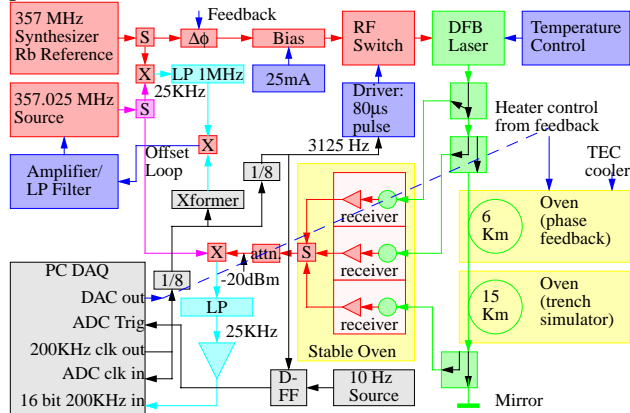 357 MHz
Synthesizer
Rb Reference
S
Feedback
Δϕ
Bias
RF
Switch
DFB
Laser
Temperature
Control
X
LP 1MHz
25KHz
25mA
Driver:
80μs
pulse
357.025 MHz
Source
S
Heater control
from feedback
3125 Hz
TEC
cooler
Amplifier/
LP Filter
Offset
Loop
X
1/8
Xformer
receiver
6
Km
Oven
(phase
feedback)
PC DAQ
X
attn.
S
receiver
-20dBm
1/8
DAC out
LP
15
Km
Oven
(trench
simulator)
ADC Trig
25KHz
receiver
200KHz clk out
Stable Oven
ADC clk in
D-
FF
10 Hz
Source
16 bit 200KHz in
Mirror